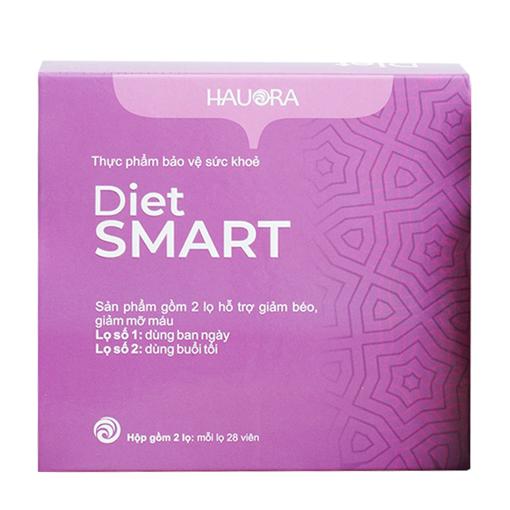 Diet
HAUORA
Thực phẩm bảo vệ sức khoẻ
Diet
SMART
Sản phẩm gồm 2 lọ hỗ trợ giảm béo,
giảm mỡ máu
Lọ số 1: dùng ban ngày
Lọ số 2: dùng buổi tối
Hộp gồm 2 lọ: mỗi lọ 28 viên